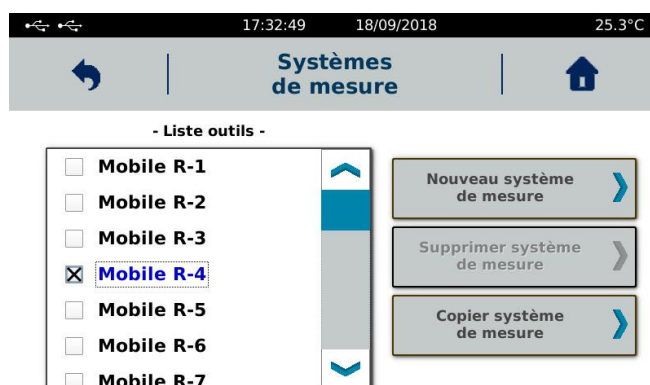 17:32:49 18/09/2018 25.3°C
Systèmes
de mesure
- Liste outils -
Mobile R-1
Mobile R-2
Mobile R-3
Mobile R-4
Mobile R-5
Mobile R-6
Mobile R-7
Nouveau système
de mesure
Supprimer système
de mesure
Copier système
de mesure